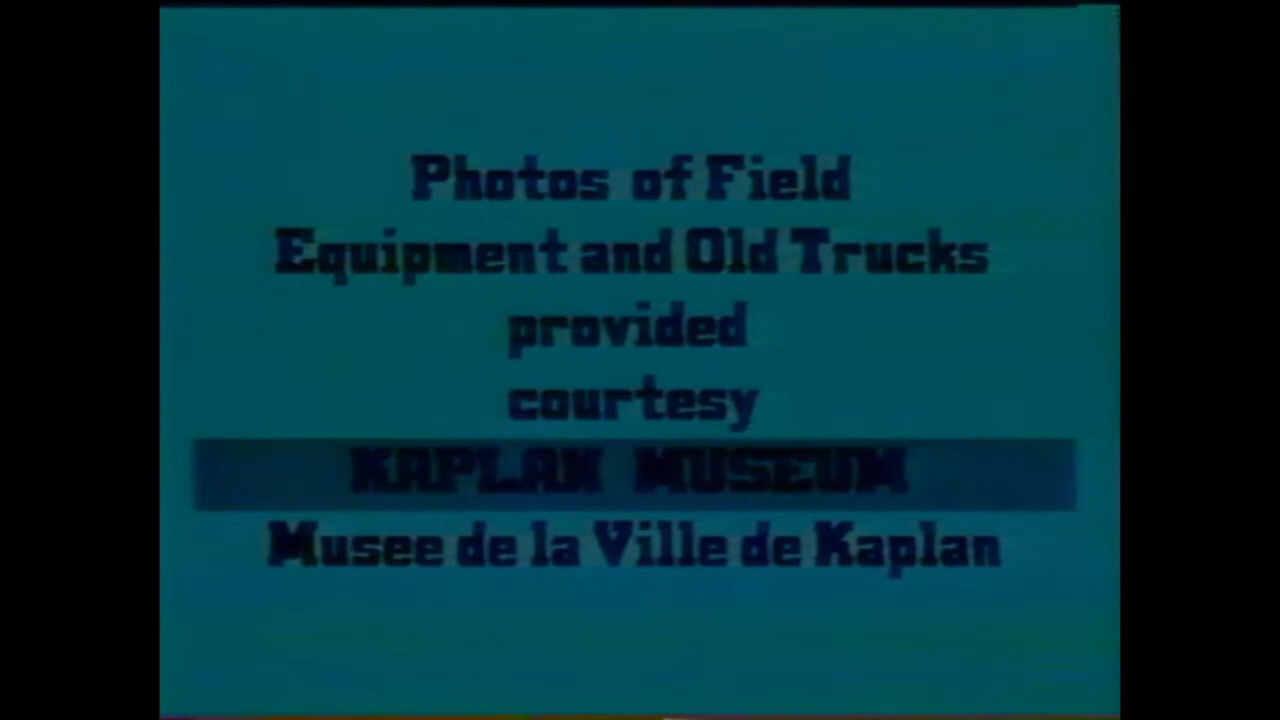 Photos of Field
Equipment and Old Trucks
provided
courtesy
KAPLAN MUSEUM
Musee de la Ville de Kaplan